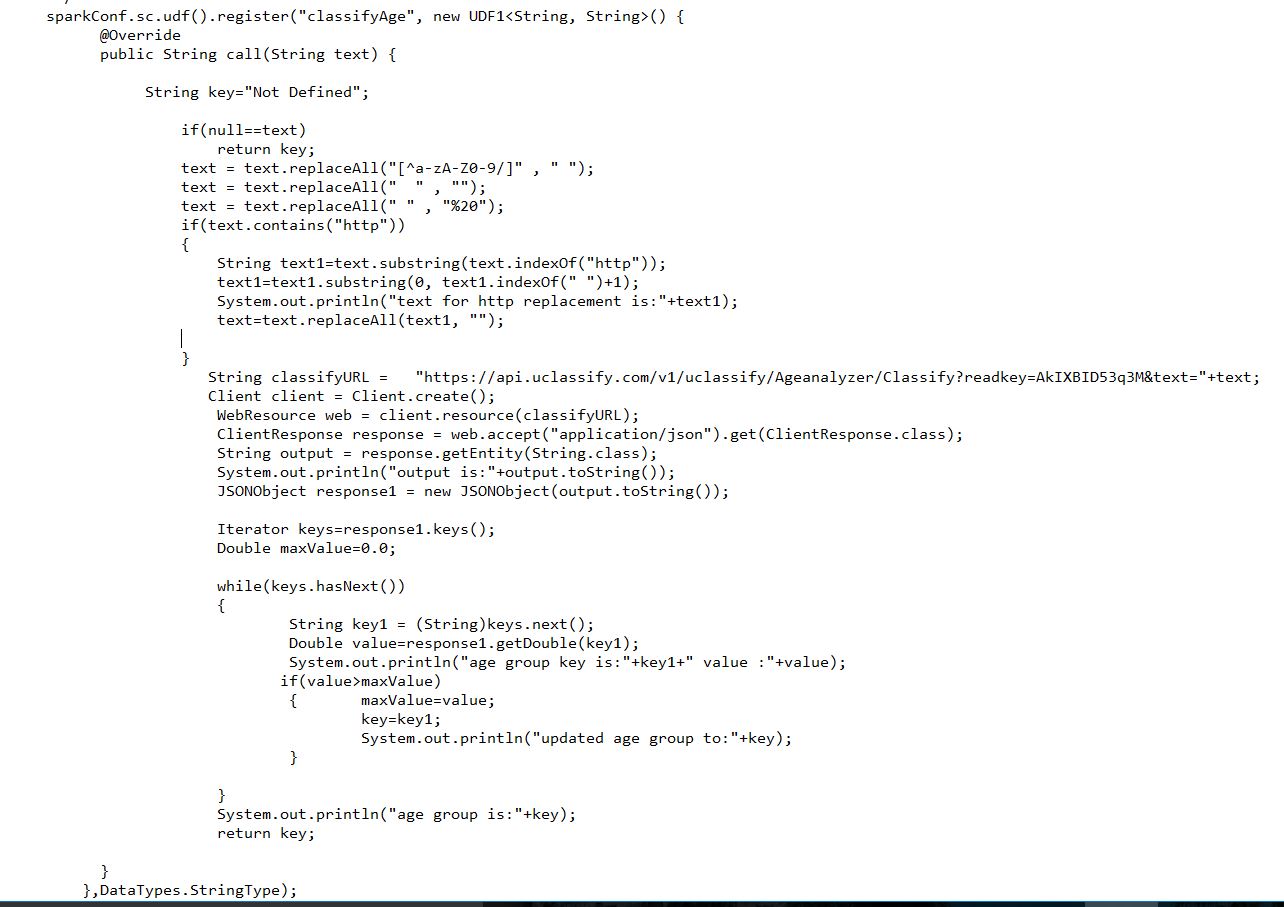 sparkConf.sc.udf().register("classifyAge", new UDF1<String, String>() {
@Override
public String call(String text) {
String key="Not Defined";
if(null==text)
return key;
text = text.replaceAll("[^a-zA-Z0-9/]" , " ");
text = text.replaceAll("  " , "");
text = text.replaceAll(" " , "%20");
if(text.contains("http"))
{
String text1=text.substring(text.indexOf("http"));
text1=text1.substring(0, text1.indexOf(" ")+1);
System.out.println("text for http replacement is:"+text1);
text=text.replaceAll(text1, "");
}
String classifyURL =   "https://api.uclassify.com/v1/uclassify/Ageanalyzer/Classify?readkey=AkIXBID53q3M&text="+text;
Client client = Client.create();
WebResource web = client.resource(classifyURL);
ClientResponse response = web.accept("application/json").get(ClientResponse.class);
String output = response.getEntity(String.class);
System.out.println("output is:"+output.toString());
JSONObject response1 = new JSONObject(output.toString());
Iterator keys=response1.keys();
Double maxValue=0.0;
while(keys.hasNext())
{
String key1 = (String)keys.next();
Double value=response1.getDouble(key1);
System.out.println("age group key is:"+key1+" value :"+value);
if(value>maxValue)
{       maxValue=value;
key=key1;
System.out.println("updated age group to:"+key);
}
}
System.out.println("age group is:"+key);
return key;
}
},DataTypes.StringType);